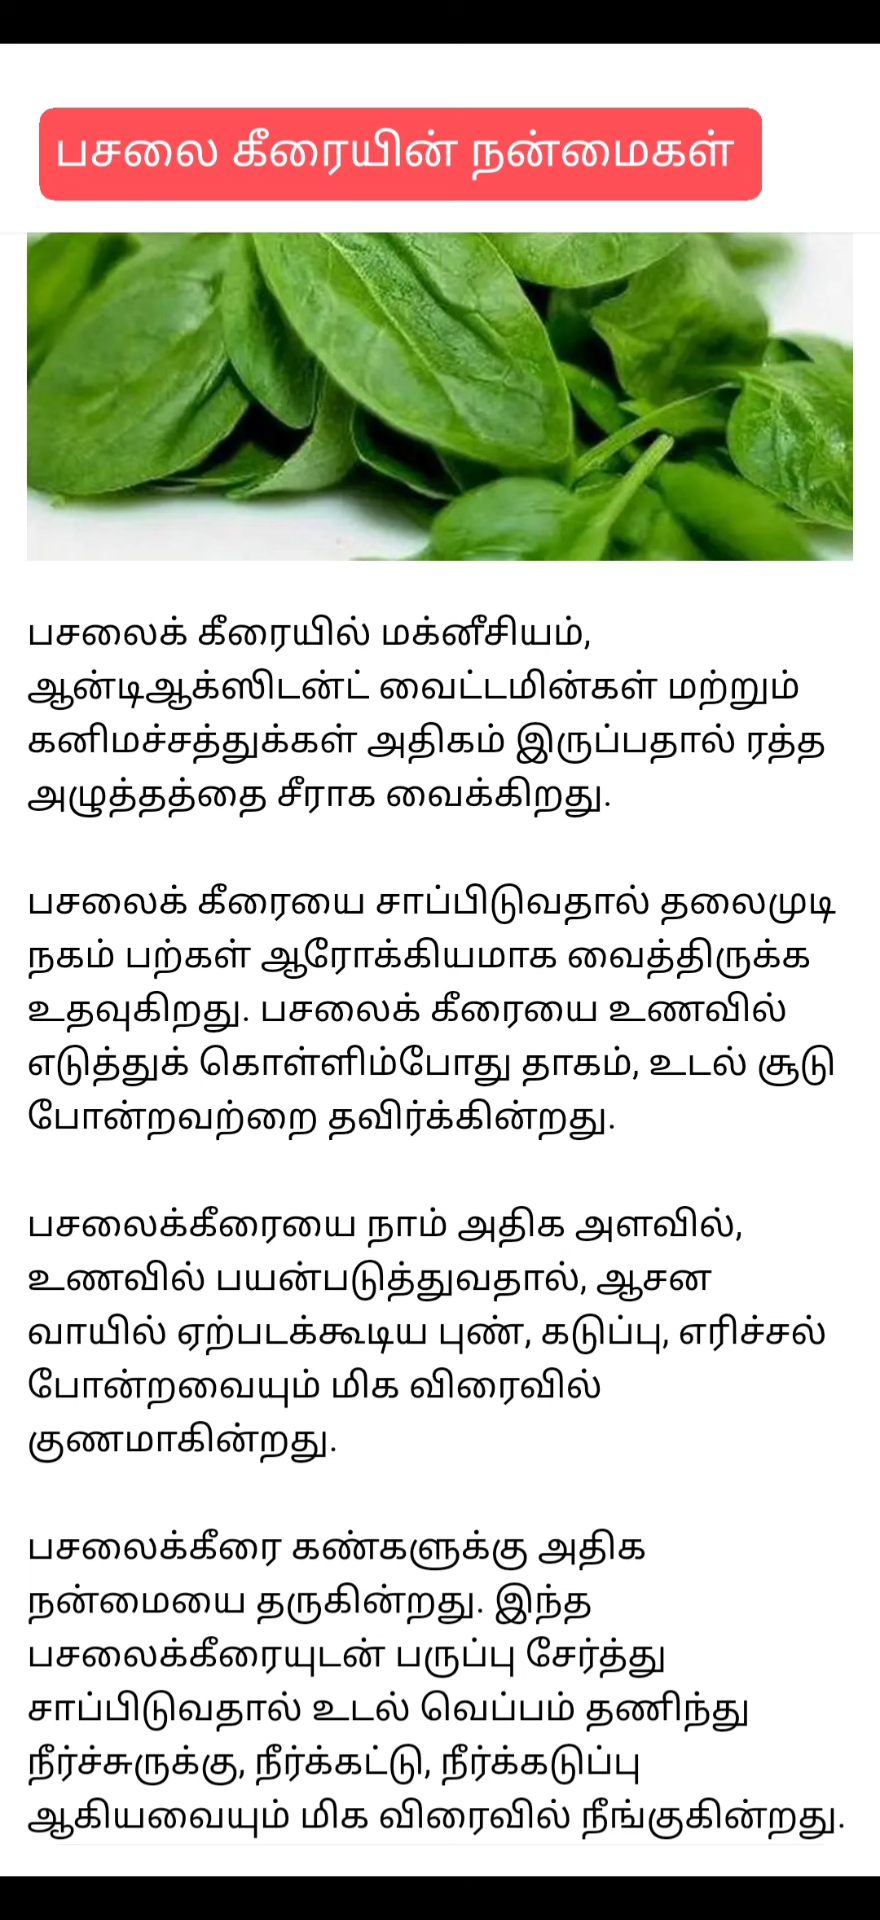 பசலை கீரையின் நன்மைகள்
பசலைக் கீரையில் மக்னீசியம்,
ஆன்டிஆக்ஸிடன்ட் வைட்டமின்கள் மற்றும்
கனிமச்சத்துக்கள் அதிகம் இருப்பதால் ரத்த
அழுத்தத்தை சீராக வைக்கிறது.
பசலைக் கீரையை சாப்பிடுவதால் தலைமுடி
நகம் பற்கள் ஆரோக்கியமாக வைத்திருக்க
உதவுகிறது. பசலைக் கீரையை உணவில்
எடுத்துக் கொள்ளிம்போது தாகம், உடல் சூடு
போன்றவற்றை தவிர்க்கின்றது.
பசலைக்கீரையை நாம் அதிக அளவில்,
உணவில் பயன்படுத்துவதால், ஆசன
வாயில் ஏற்படக்கூடிய புண், கடுப்பு, எரிச்சல்
போன்றவையும் மிக விரைவில்
குணமாகின்றது.
பசலைக்கீரை கண்களுக்கு அதிக
நன்மையை தருகின்றது. இந்த
பசலைக்கீரையுடன் பருப்பு சேர்த்து
சாப்பிடுவதால் உடல் வெப்பம் தணிந்து
நீர்ச்சுருக்கு, நீர்க்கட்டு, நீர்க்கடுப்பு
ஆகியவையும் மிக விரைவில் நீங்குகின்றது.